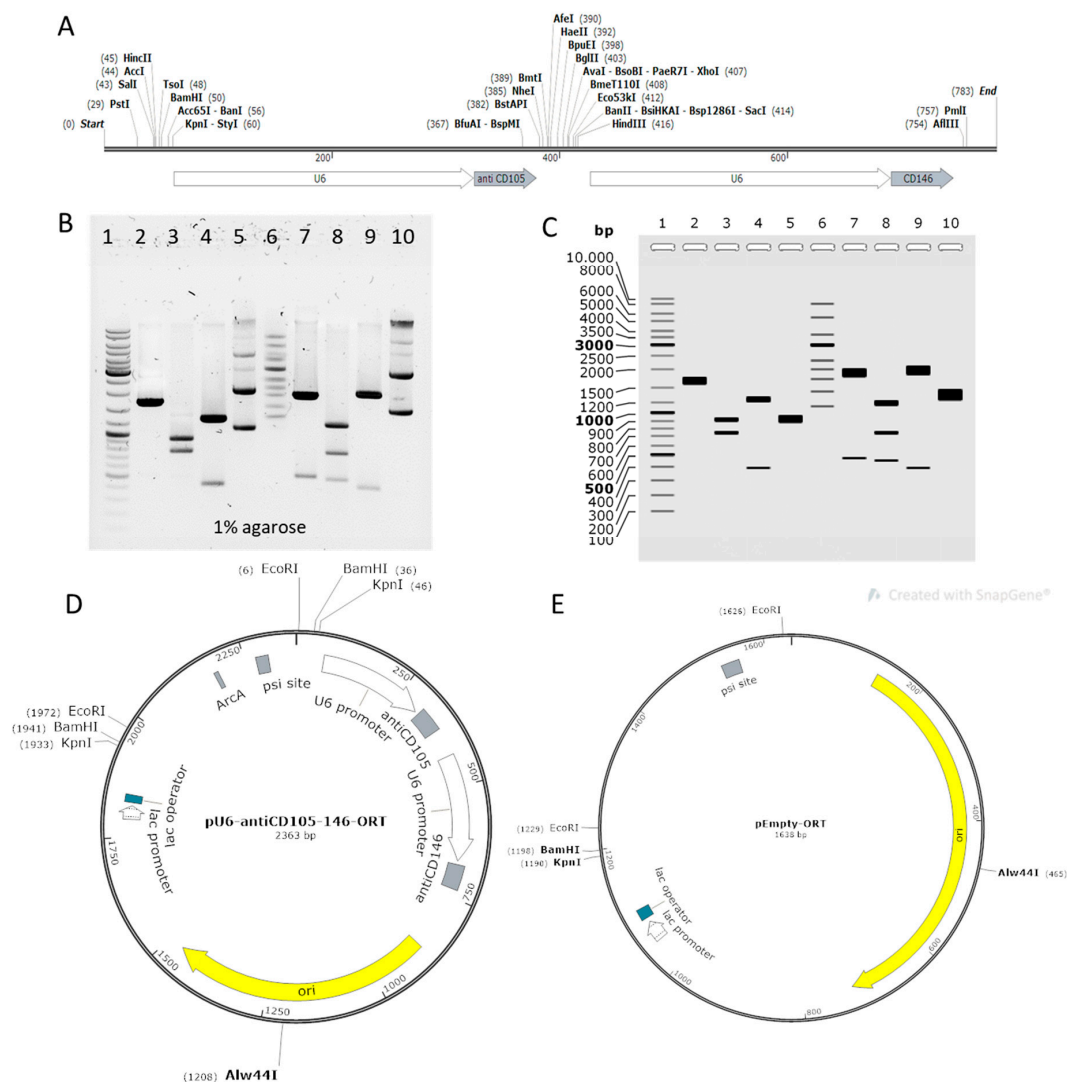 A
AfeI (390)
HaeII (392)
(45) HincII
BpuEI (398)
(44) AccI
BglII (403)
(43) SalI
TsoI (48)
(389) BmtI
AvaI - BsoBI - PaeR7I - XhoI (407)
BamHI (50)
(385) NheI
BmeT110I (408)
(29) PstI
Acc65I - BanI (56)
(382) BstAPI
Eco53kI (412)
(783) End
BanII - BsiHKAI - Bsp1286I - SacI (414)
(757) PmlI
(0) Start
KpnI - StyI (60)
(367) BfuAI - BspMI
HindIII (416)
(754) AflIII
200
400
600
U6
anti CD105
U6
CD146
B
1 2 3 4 5 6 7 8 9 10
1% agarose
C
bp
1 2 3 4 5 6 7 8 9 10
10.000
8000
6000
5000
4000
3500
3000
2500
2000
1500
1200
1000
900
800
700
600
500
400
300
200
100
Created with SnapGene®
D
(6) EcoRI
BamHI (36)
KpnI (46)
2250
ArcA
psi site
250
U6 promoter
antiCD105
(1972) EcoRI
(1941) BamHI
(1933) KpnI
2000
500
U6 promoter
lac operator
lac promoter
pU6-antiCD105-146-ORT
2363 bp
1750
antiCD146
750
1500
ori
1000
1250
(1208) Alw44I
E
(1626) EcoRI
1600
psi site
200
1400
400
ori
pEmpty-ORT
1638 bp
(1229) EcoRI
(1198) BamHI
(1190) KpnI
1200
Alw44I (465)
lac operator
lac promoter
600
1000
800